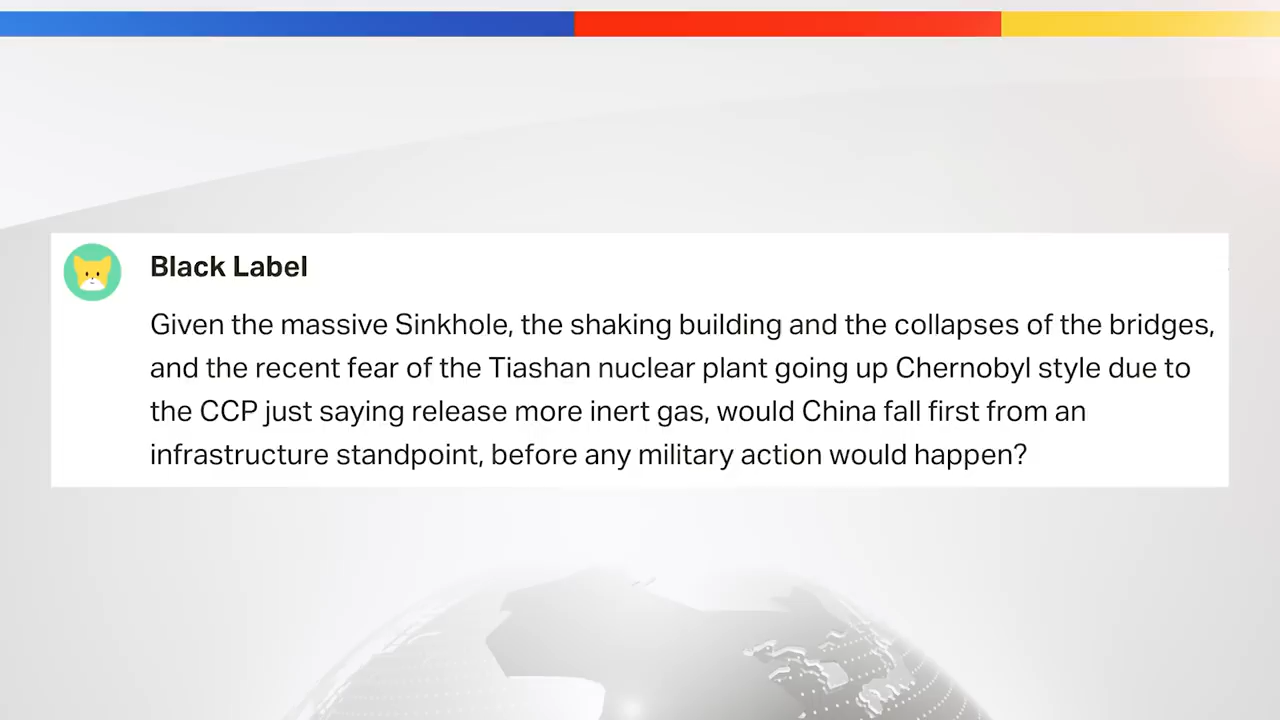 Black Label
Given the massive Sinkhole, the shaking building and the collapses of the bridges,
and the recent fear of the Tiashan nuclear plant going up Chernobyl style due to
the CCP just saying release more inert gas, would China fall first from an
infrastructure standpoint, before any military action would happen?